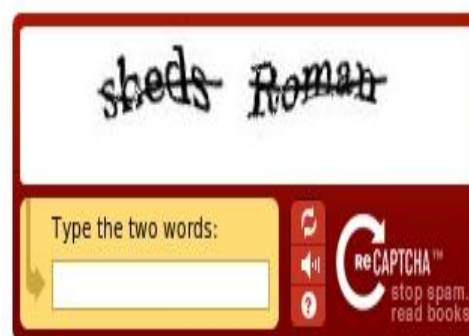 sheds Roman
Type the two words:
ReCAPTCHA™
stop spam.
read books